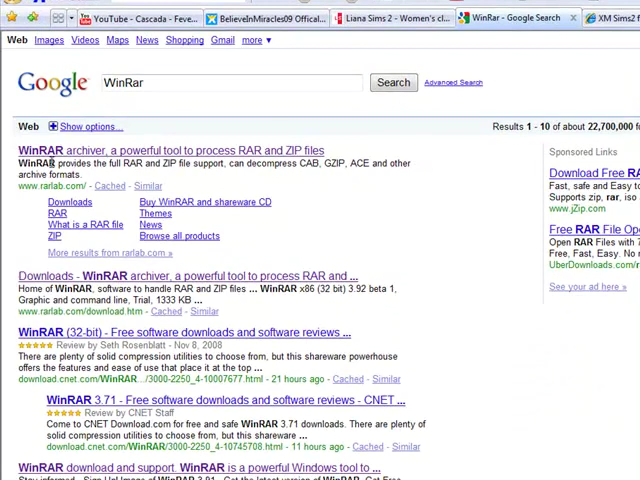 YouTube - Cascada - Feve...
BelieveInMiracles09 Offical...
Liana Sims 2 - Women's cl...
WinRar - Google Search
XM Sims2 f
Web Images Videos Maps News Shopping Gmail more ▼
Google
WinRar
Search
Advanced Search
Web Show options...
Results 1 - 10 of about 22,700,00
WinRAR archiver, a powerful tool to process RAR and ZIP files
WinRAR provides the full RAR and ZIP file support, can decompress CAB, GZIP, ACE and other
archive formats.
www.rarlab.com/ - Cached - Similar
Downloads Buy WinRAR and shareware CD
RAR Themes
What is a RAR file News
ZIP Browse all products
More results from rarlab.com »
Downloads - WinRAR archiver, a powerful tool to process RAR and ...
Home of WinRAR, software to handle RAR and ZIP files ... WinRAR x86 (32 bit) 3.92 beta 1,
Graphic and command line, Trial, 1333 KB ...
www.rarlab.com/download.htm - Cached - Similar
WinRAR (32-bit) - Free software downloads and software reviews ...
Review by Seth Rosenblatt - Nov 8, 2008
There are plenty of solid compression utilities to choose from, but this shareware powerhouse
offers the features and ease of use that place it at the top ...
download.cnet.com/WinRAR.../3000-2250_4-10007677.html - 21 hours ago - Cached - Similar
WinRAR 3.71 - Free software downloads and software reviews - CNET ...
Review by CNET Staff
Come to CNET Download.com for free and safe WinRAR 3.71 downloads. There are plenty of
solid compression utilities to choose from, but this shareware ...
download.cnet.com/WinRAR/3000-2250_4-10745708.html - 11 hours ago - Cached - Similar
WinRAR download and support. WinRAR is a powerful Windows tool to ...
Sponsored Links
Download Free RA
Fast, safe and Easy to
Supports zip, rar, iso a
www.jZip.com
Free RAR File Ope
Open RAR Files with 7
Free, Fast, Easy. Dow
UberDownloads.com/r
See your ad here »